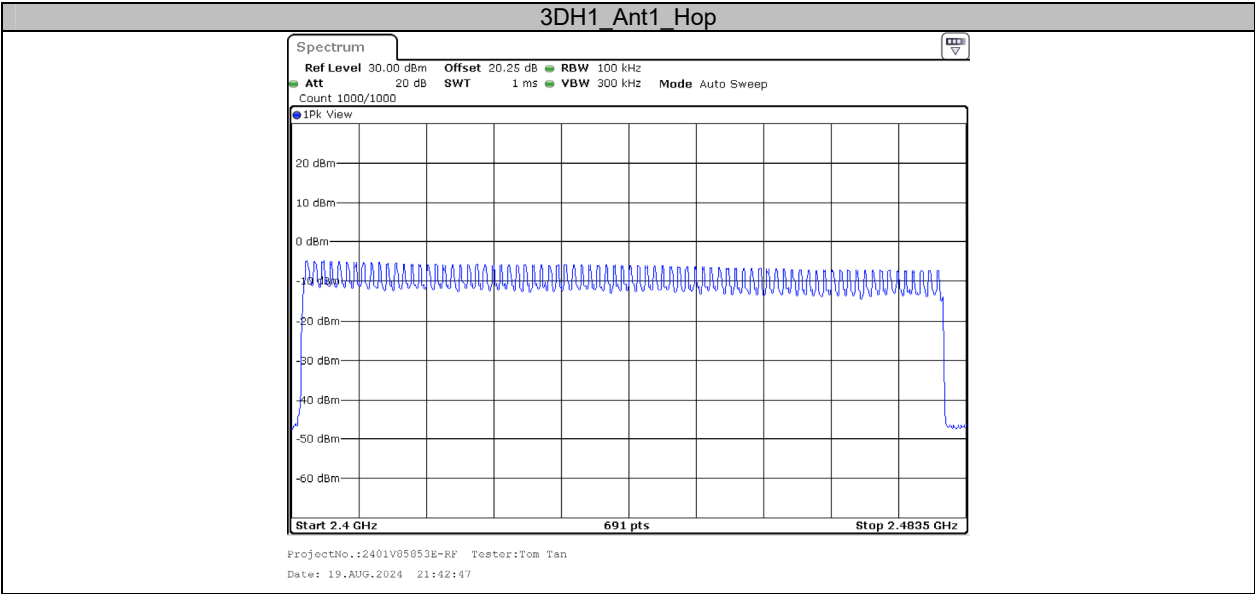 3DH1_Ant1_Hop
Spectrum
Ref Level 30.00 dBm Offset 20.25 dB RBW 100 kHz
Att 20 dB SWT 1 ms VBW 300 kHz Mode Auto Sweep
Count 1000/1000
1Pk View
20 dBm
10 dBm
0 dBm
-10 dBm
-20 dBm
-30 dBm
-40 dBm
-50 dBm
-60 dBm
Start 2.4 GHz 691 pts Stop 2.4835 GHz
ProjectNo.:2401V85853E-RF Tester:Tom Tan
Date: 19.AUG.2024 21:42:47